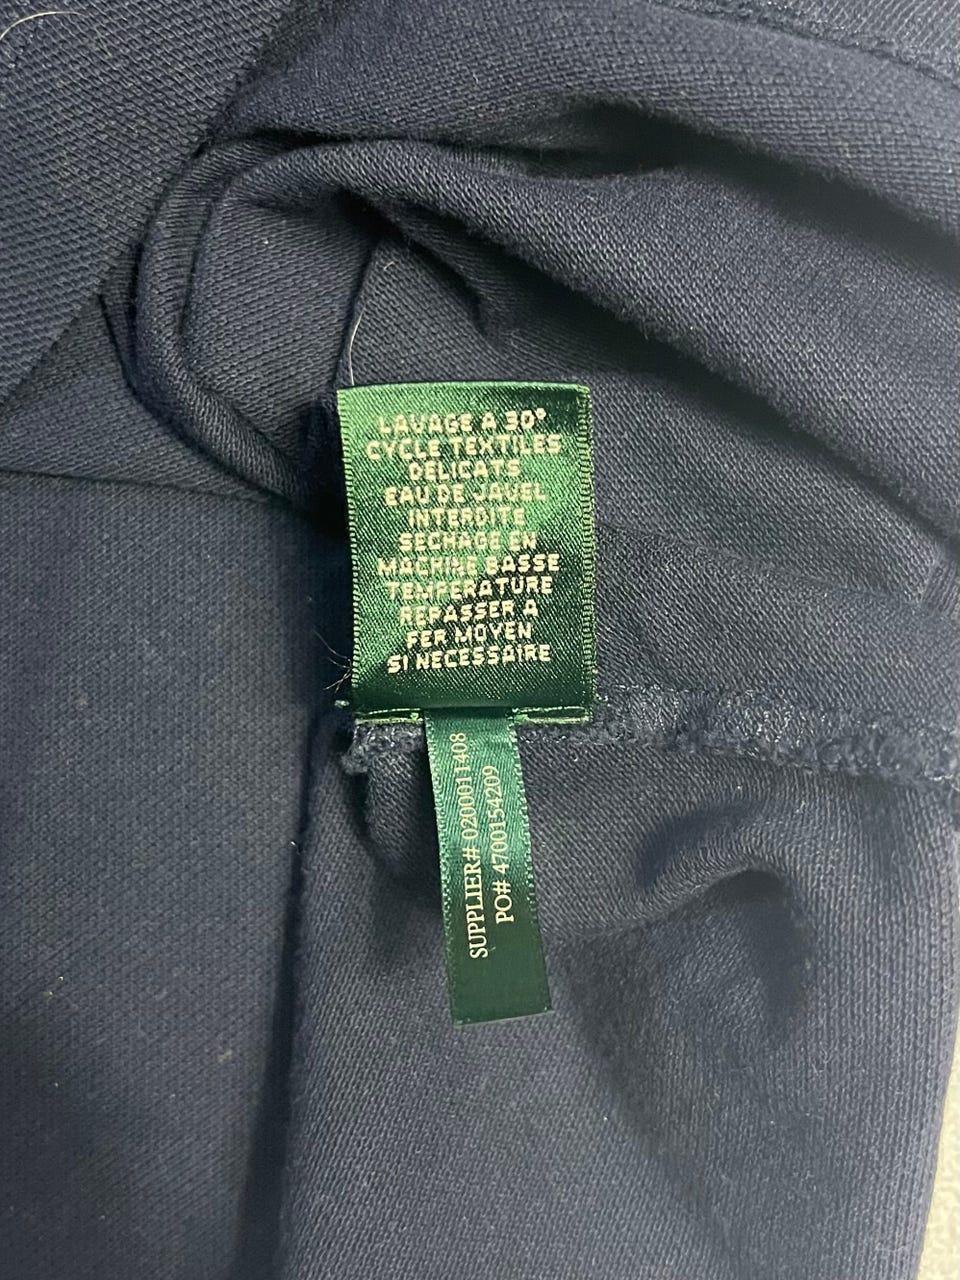 LAVAGE A 30°
CYCLE TEXTILES
DELICATS
EAU DE JAVEL
INTERDITE
SECHAGE EN
MACHINE BASSE
TEMPERATURE
REPASSER A
FER MOYEN
SI NECESSAIRE
SUPPLIER# 0200011408
PO# 4700154209